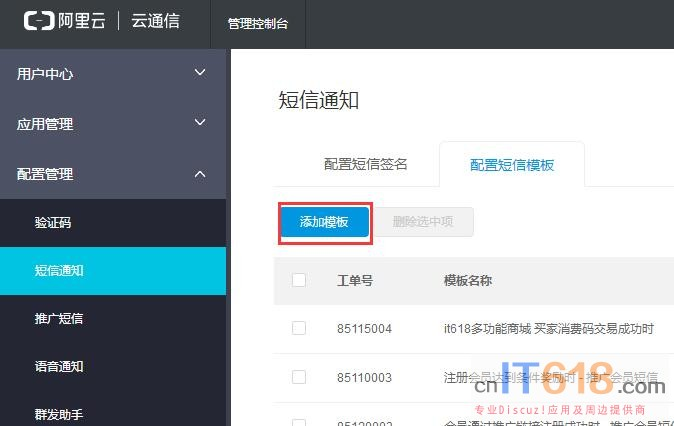 阿里云 云通信 管理控制台
用户中心
应用管理
配置管理
验证码
短信通知
推广短信
语音通知
群发助手
短信通知
配置短信签名 配置短信模板
添加模板 删除选中项
工单号 模板名称
85115004 it618多功能商城 买家消费码交易成功时
85110003 注册会员达到条件奖励时 - 推广会员短信
cnIT618.com
专业Discuz!应用及周边提供商